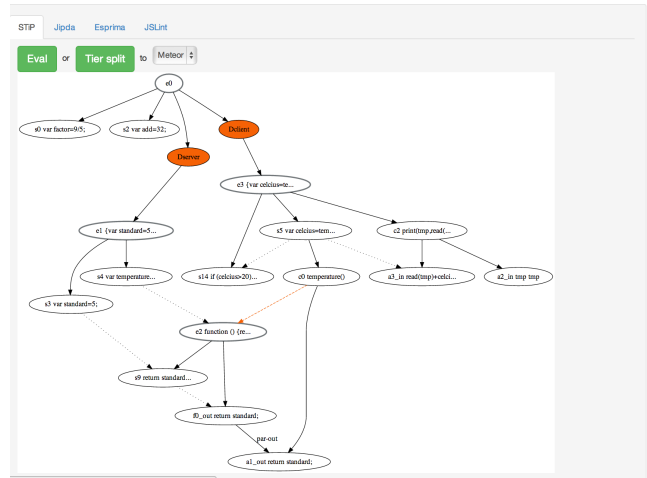 STiP Jipda Esprima JSLint
Eval or Tier split to Meteor
e0
s0 var factor=9/5; s2 var add=32; Dclient
Dserver
e3 {var celcius=te...
e1 {var standard=5... s5 var celcius=tem... c2 print(tmp,read(...
s4 var temperature... s14 if (celcius>20)... c0 temperature() a3_in read(tmp)+celci... a2_in tmp tmp
s3 var standard=5;
e2 function () {re...
s9 return standard...
f0_out return standard;
par-out
a1_out return standard;